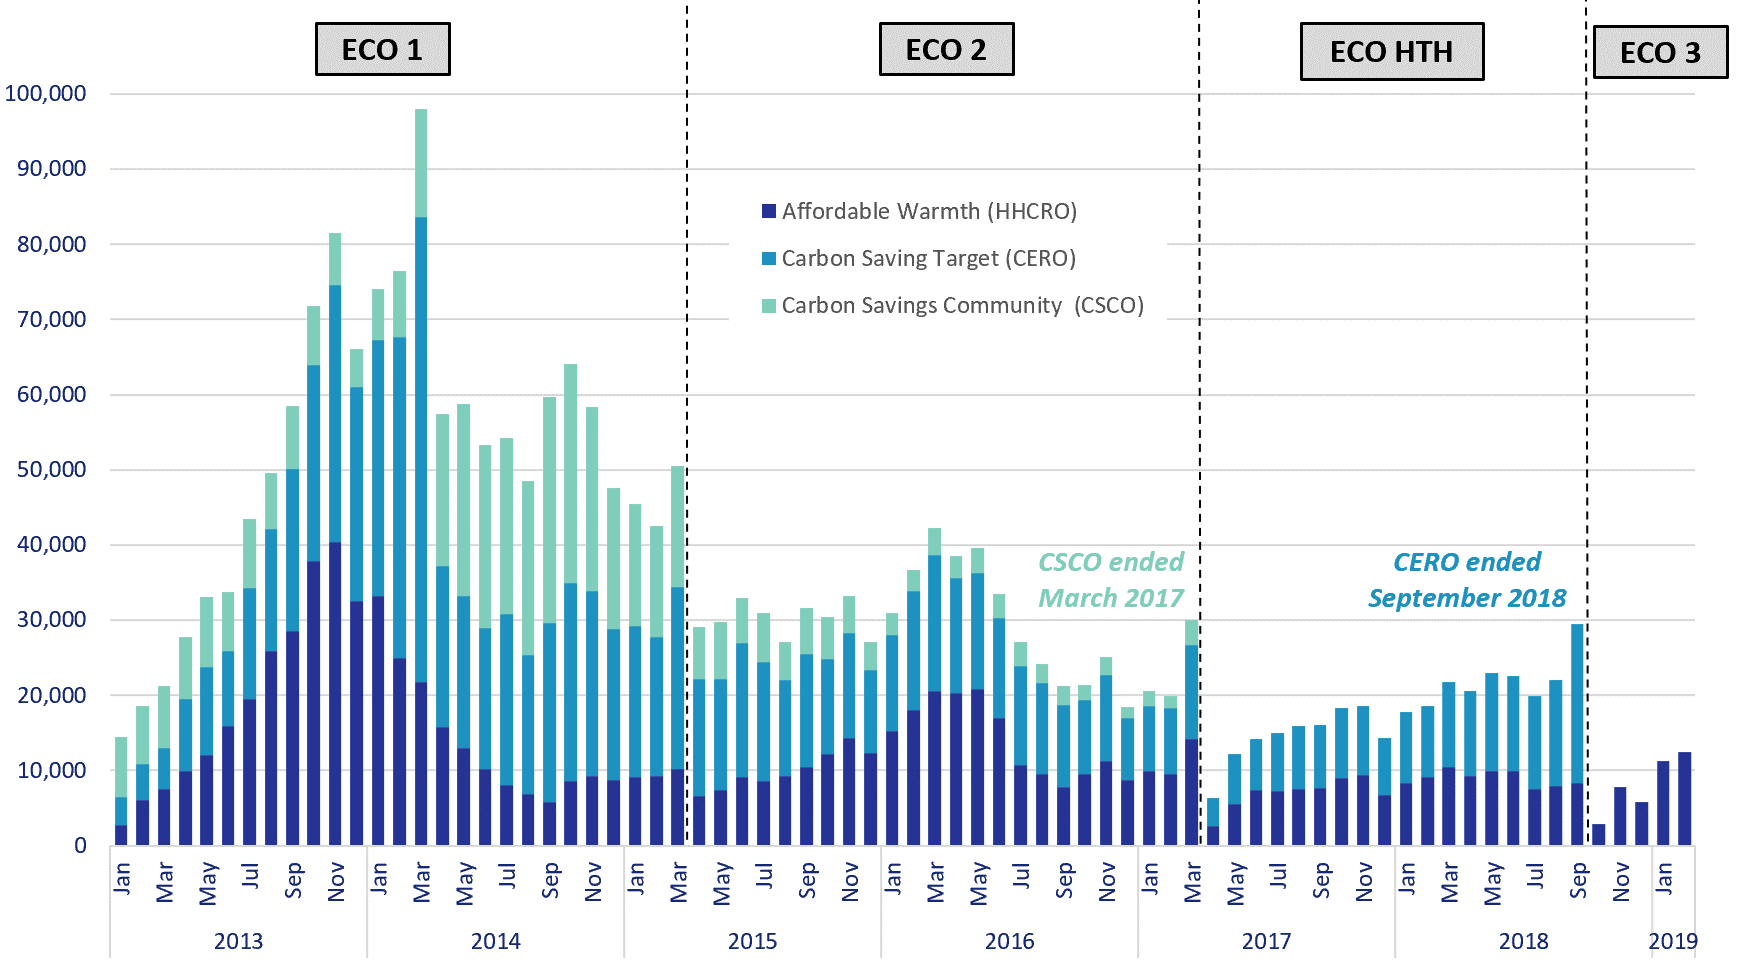 ECO 1
ECO 2
ECO HTH
ECO 3
100,000
90,000
80,000
70,000
60,000
50,000
40,000
30,000
20,000
10,000
0
Affordable Warmth (HHCRO)
Carbon Saving Target (CERO)
Carbon Savings Community (CSCO)
CSCO ended
March 2017
CERO ended
September 2018
Jan Mar May Jul Sep Nov Jan Mar May Jul Sep Nov Jan Mar May Jul Sep Nov Jan Mar May Jul Sep Nov Jan Mar May Jul Sep Nov Jan Mar May Jul Sep Nov Jan
2013 2014 2015 2016 2017 2018 2019